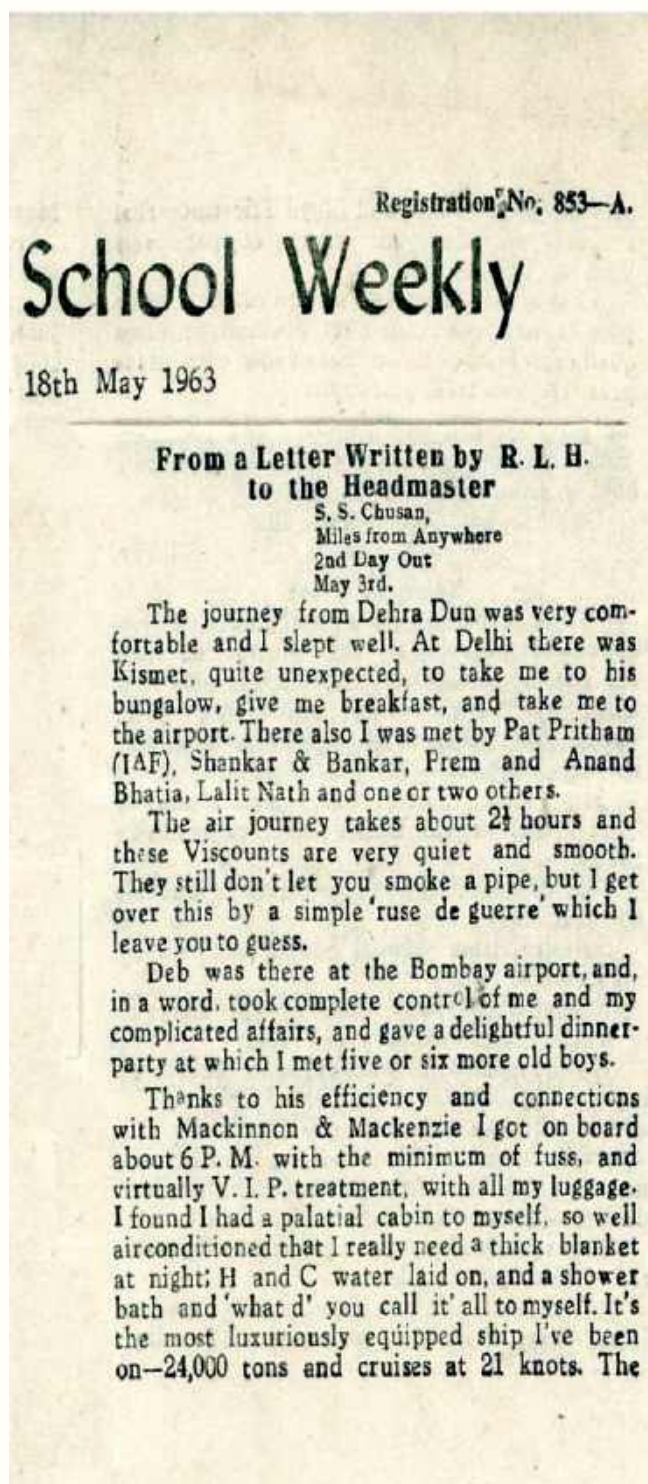 Registration No. 853—A.
School Weekly
18th May 1963
From a Letter Written by R. L. H.
to the Headmaster
S. S. Chusan,
Miles from Anywhere
2nd Day Out
May 3rd.
The journey from Dehra Dun was very com-
fortable and I slept well. At Delhi there was
Kismet, quite unexpected, to take me to his
bungalow, give me breakfast, and take me to
the airport. There also I was met by Pat Pritham
(IAF), Shankar & Bankar, Prem and Anand
Bhatia, Lalit Nath and one or two others.
The air journey takes about 2½ hours and
these Viscounts are very quiet and smooth.
They still don't let you smoke a pipe, but I get
over this by a simple 'ruse de guerre' which I
leave you to guess.
Deb was there at the Bombay airport, and,
in a word, took complete control of me and my
complicated affairs, and gave a delightful dinner-
party at which I met five or six more old boys.
Thanks to his efficiency and connections
with Mackinnon & Mackenzie I got on board
about 6 P. M. with the minimum of fuss, and
virtually V. I. P. treatment, with all my luggage.
I found I had a palatial cabin to myself, so well
airconditioned that I really need a thick blanket
at night; H and C water laid on, and a shower
bath and 'what d' you call it' all to myself. It's
the most luxuriously equipped ship I've been
on—24,000 tons and cruises at 21 knots. The